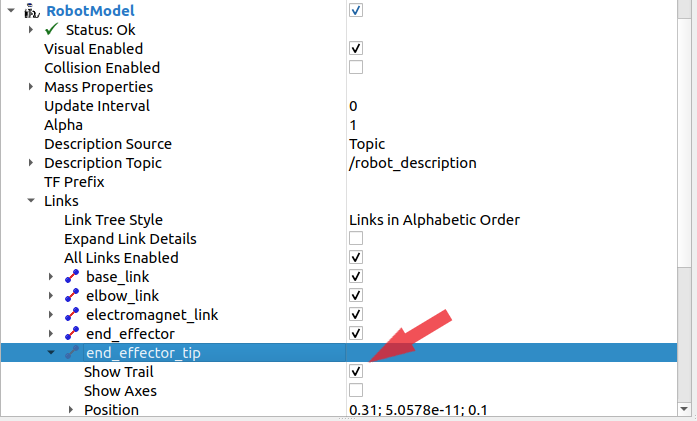 RobotModel
Status: Ok
Visual Enabled
Collision Enabled
Mass Properties
Update Interval 0
Alpha 1
Description Source Topic
Description Topic /robot_description
TF Prefix
Links
Link Tree Style Links in Alphabetic Order
Expand Link Details
All Links Enabled
base_link
elbow_link
electromagnet_link
end_effector
end_effector_tip
Show Trail
Show Axes
Position 0.31; 5.0578e-11; 0.1